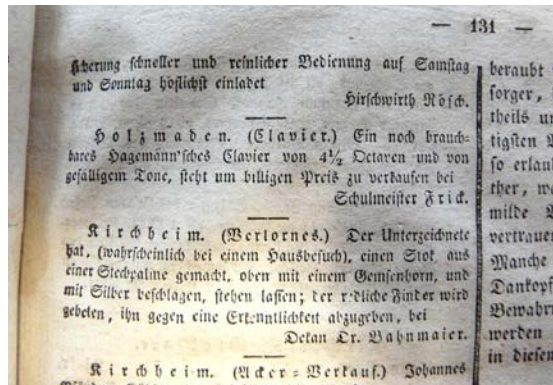 — 131 —
sicherung schneller und reinlicher Bedienung auf Samstag
und Sonntag höflichst einladet
Hirschwirth Rösch.
Holzmaden. (Clavier.) Ein noch brauch-
bares Hagemänn'sches Clavier von 4½ Octaven und von
gefälligem Tone, steht um billigen Preis zu verkaufen bei
Schulmeister Frick.
Kirchheim. (Verlornes.) Der Unterzeichnete
hat, (wahrscheinlich bei einem Hausbesuch), einen Stok aus
einer Stechpalme gemacht, oben mit einem Gemsenhorn, und
mit Silber beschlagen, stehen lassen; der redliche Finder wird
gebeten, ihn gegen eine Erkenntlichkeit abzugeben, bei
Dekan Dr. Bahnmaier.
Kirchheim. (Acker-Verkauf.) Johannes
beraubt
sorger,
theils un
tigsten
so erlau
ther, we
milde
vertrauen
Manche
Dankopf
Bewahr
werden
in diesen